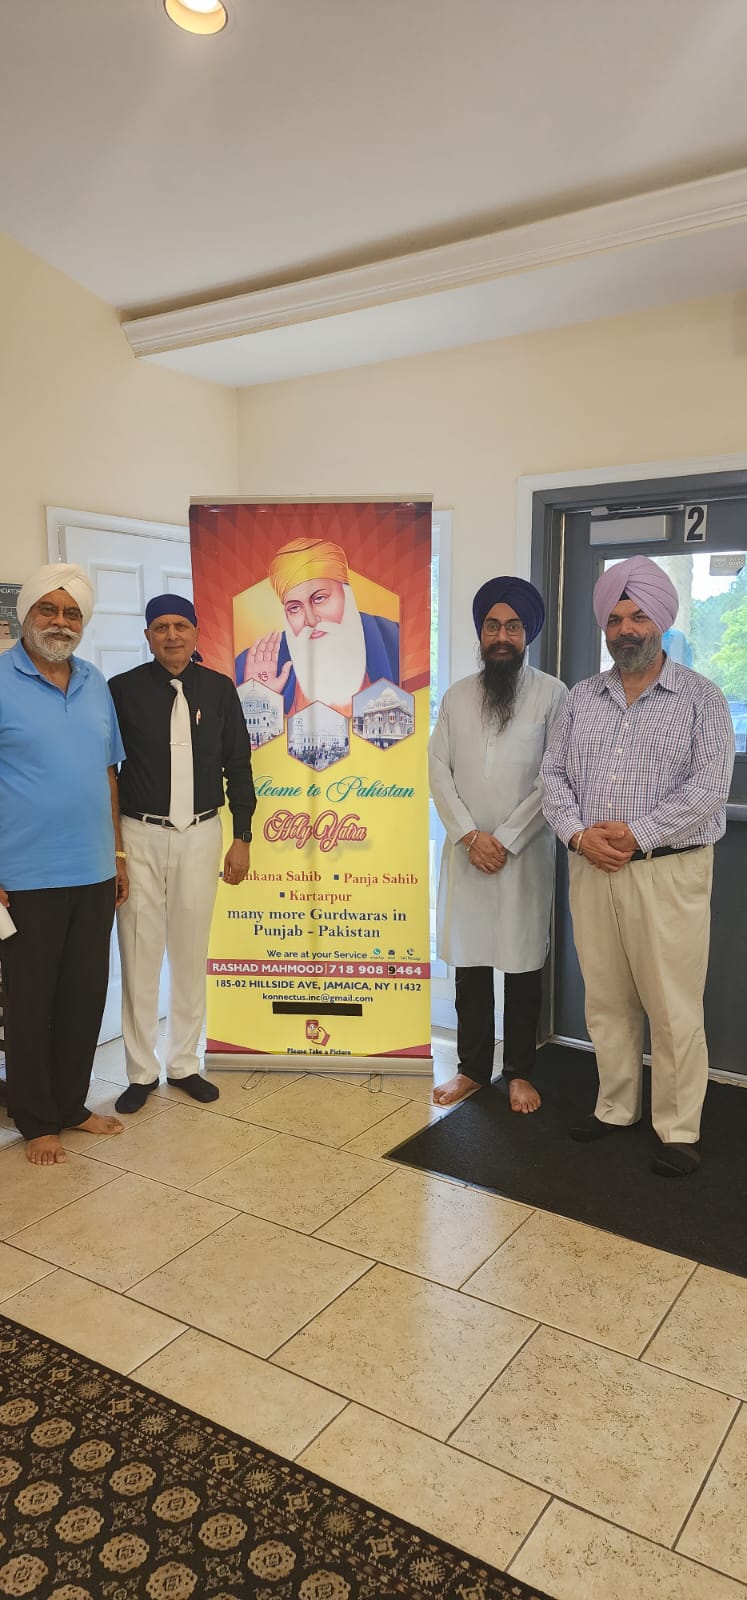 2
ੴ
elcome to Pakistan
Holy Yatra
nkana Sahib ▪ Panja Sahib
▪ Kartarpur
many more Gurdwaras in
Punjab - Pakistan
We are at your Service
RASHAD MAHMOOD 718 908 9464
185-02 HILLSIDE AVE, JAMAICA, NY 11432
konnectus.inc@gmail.com
Please Take a Picture